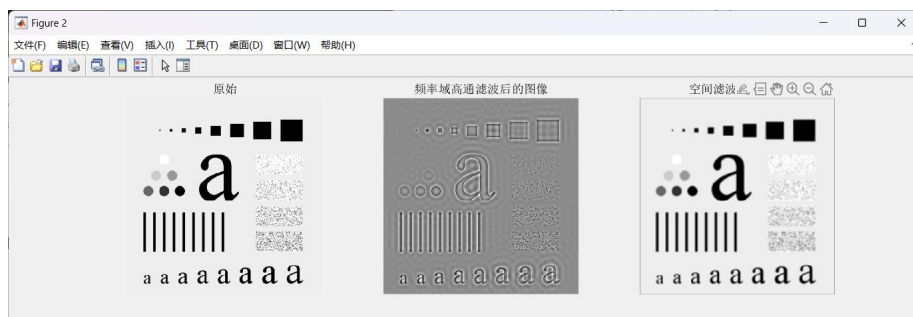 Figure 2
文件(F) 编辑(E) 查看(V) 插入(I) 工具(T) 桌面(D) 窗口(W) 帮助(H)
原始 频率域高通滤波后的图像 空间滤波
a a a
a a a a a a a a a a a a a a a a a a a a a a a a